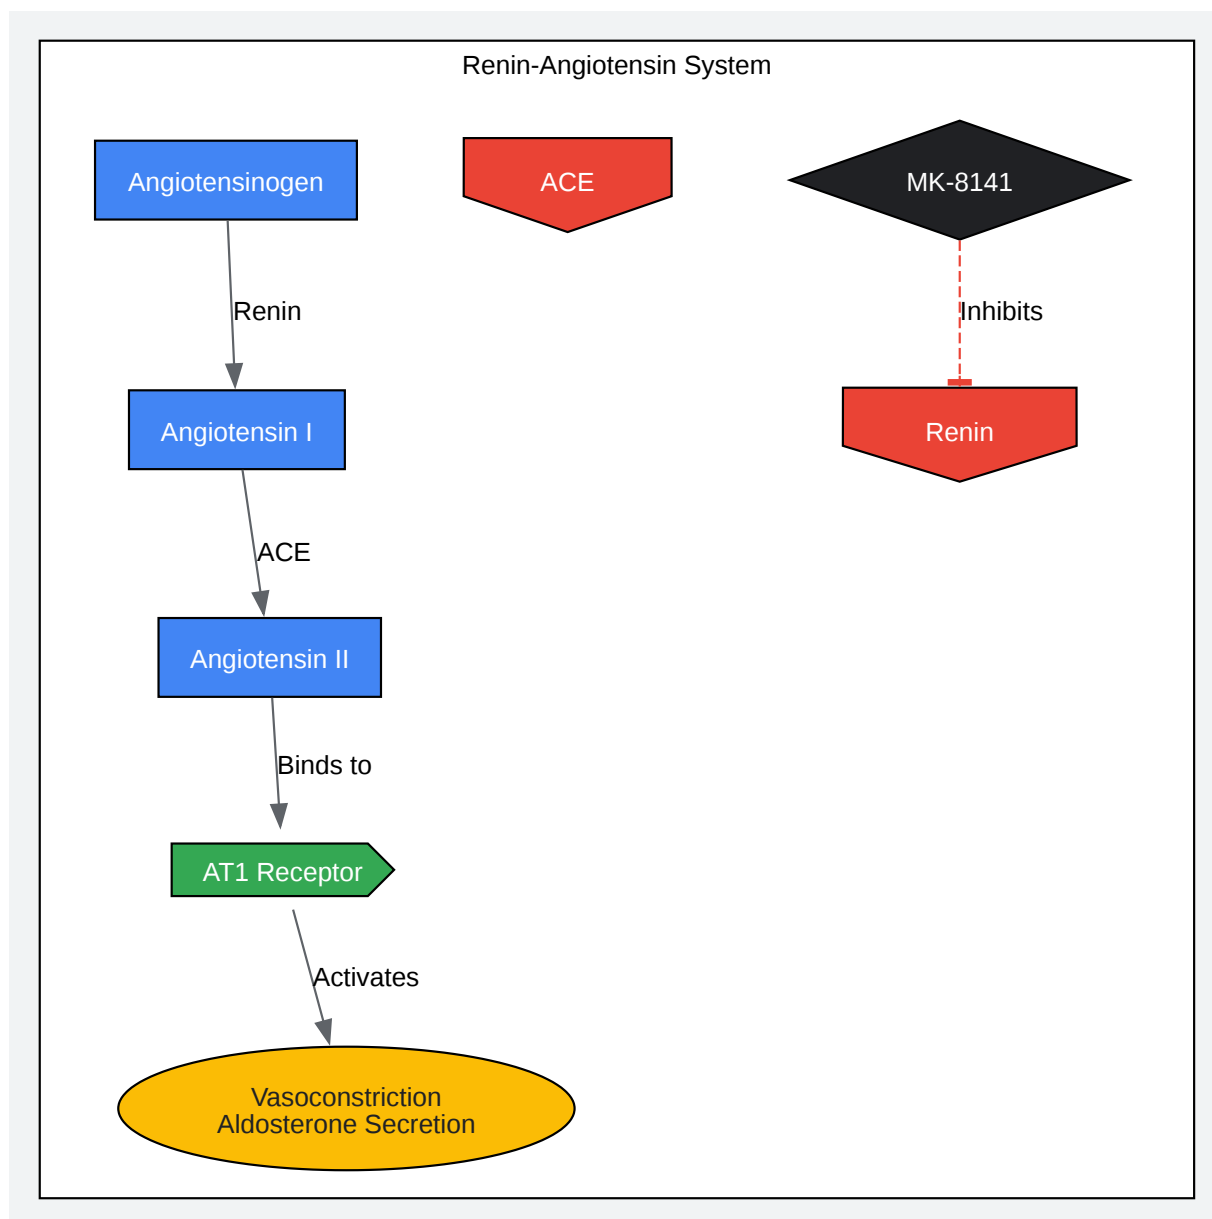 Renin-Angiotensin System
Angiotensinogen
ACE
MK-8141
Renin
Inhibits
Angiotensin I
Renin
ACE
Angiotensin II
Binds to
AT1 Receptor
Activates
Vasoconstriction
Aldosterone Secretion